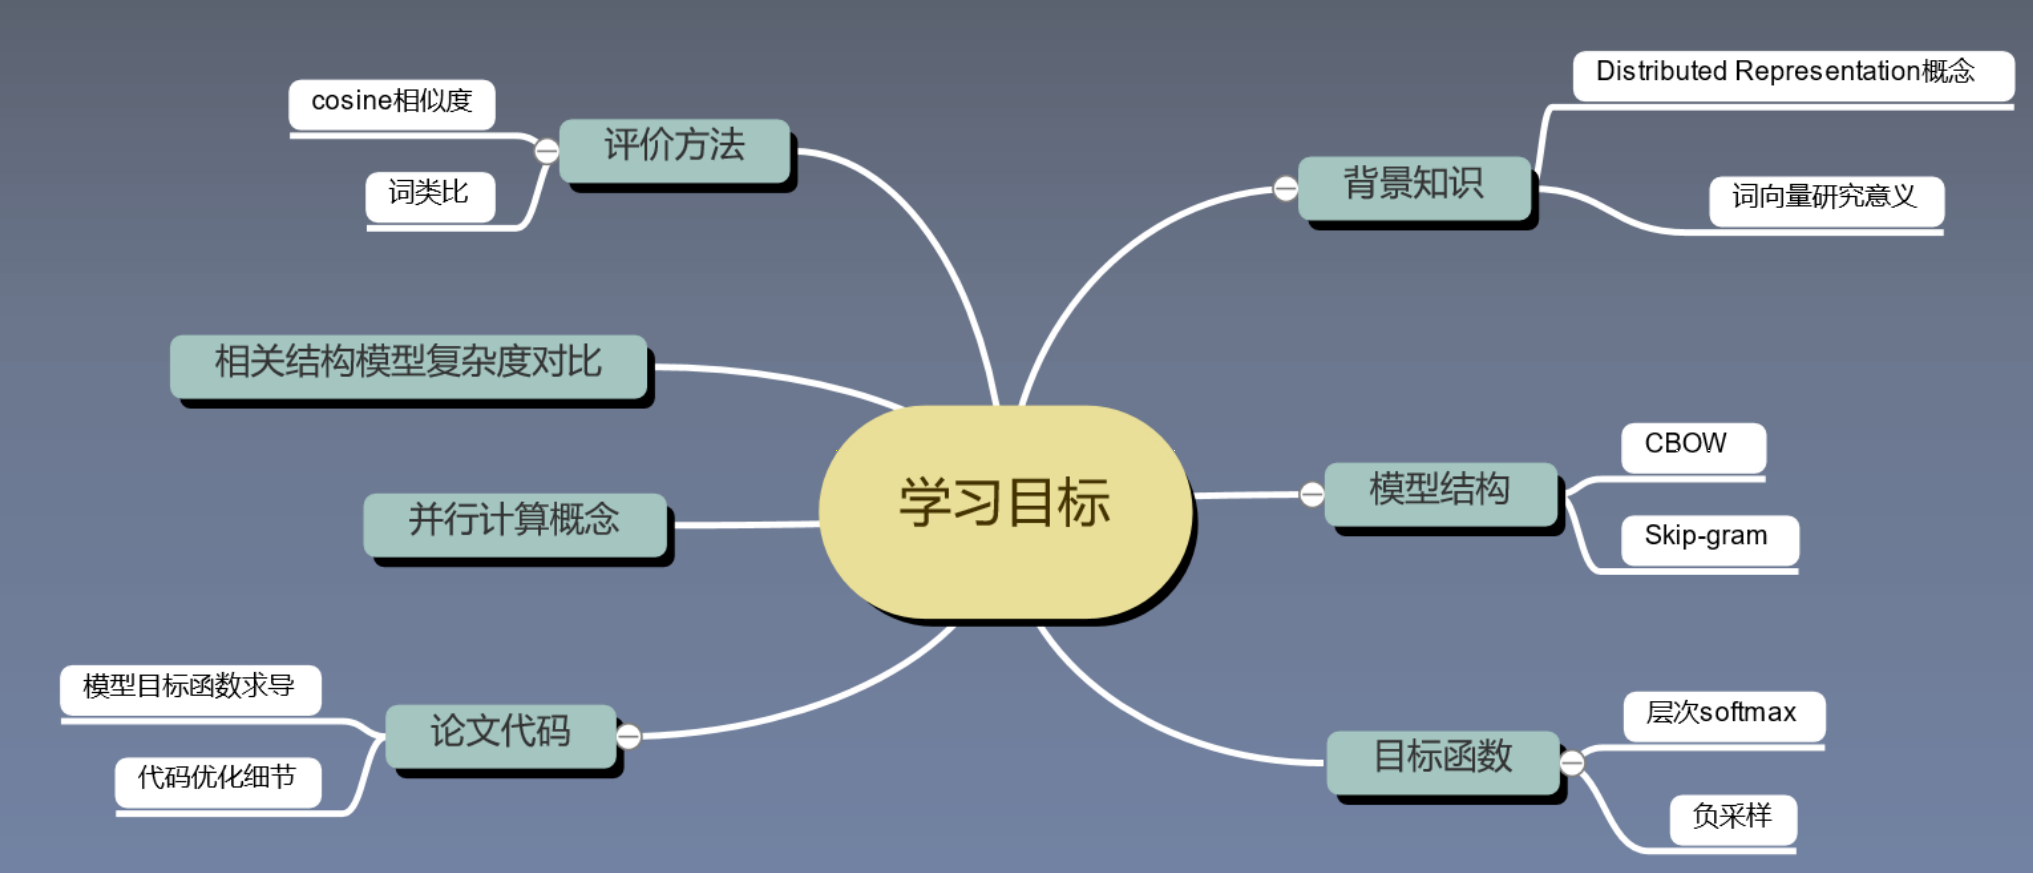 学习目标
背景知识
Distributed Representation概念
词向量研究意义
模型结构
CBOW
Skip-gram
目标函数
层次softmax
负采样
评价方法
cosine相似度
词类比
相关结构模型复杂度对比
并行计算概念
论文代码
模型目标函数求导
代码优化细节